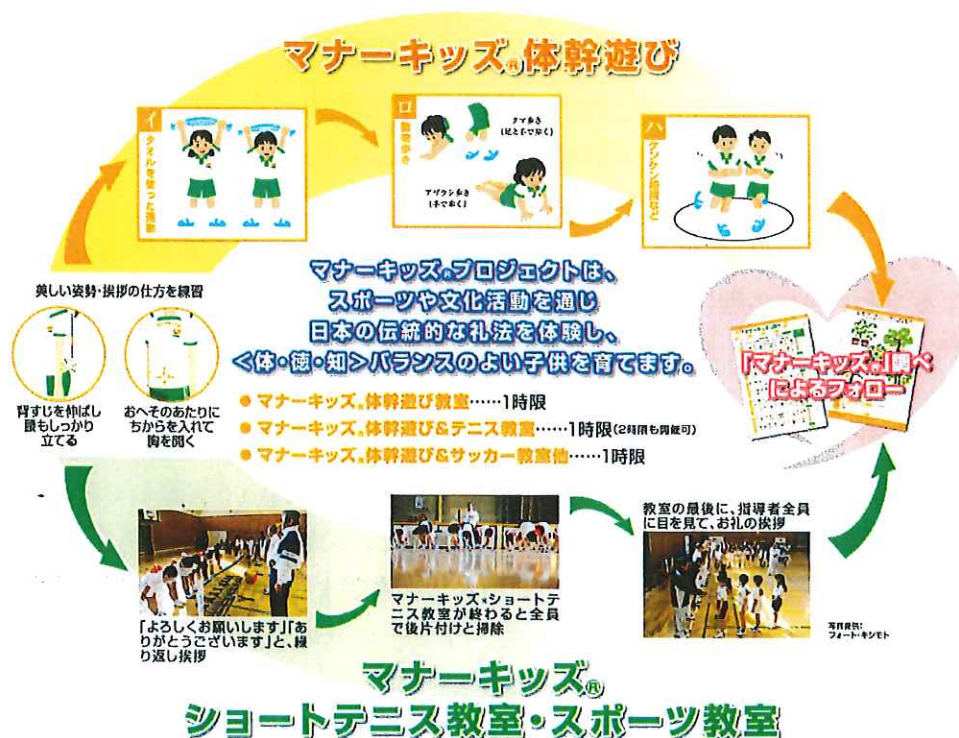 マナーキッズ®体幹遊び
イ
タオルを使った運動
ロ
動物歩き
クマ歩き
(足と手で歩く)
アザラシ歩き
(手で歩く)
ハ
ケンケン相撲など
美しい姿勢・挨拶の仕方を練習
背すじを伸ばし
頭もしっかり
立てる
おへそのあたりに
ちからを入れて
胸を開く
マナーキッズ®プロジェクトは、
スポーツや文化活動を通じ
日本の伝統的な礼法を体験し、
<体・徳・知>バランスのよい子供を育てます。
● マナーキッズ®体幹遊び教室……1時限
● マナーキッズ®体幹遊び&テニス教室……1時限(2時限も開催可)
● マナーキッズ®体幹遊び&サッカー教室他……1時限
「マナーキッズ®」調べ
によるフォロー
「よろしくお願いします」「あ
りがとうございます」と、繰
り返し挨拶
マナーキッズ®ショートテ
ニス教室が終わると全員
で後片付けと掃除
教室の最後に、指導者全員
に目を見て、お礼の挨拶
写真提供:
フォート・キシモト
マナーキッズ®
ショートテニス教室・スポーツ教室